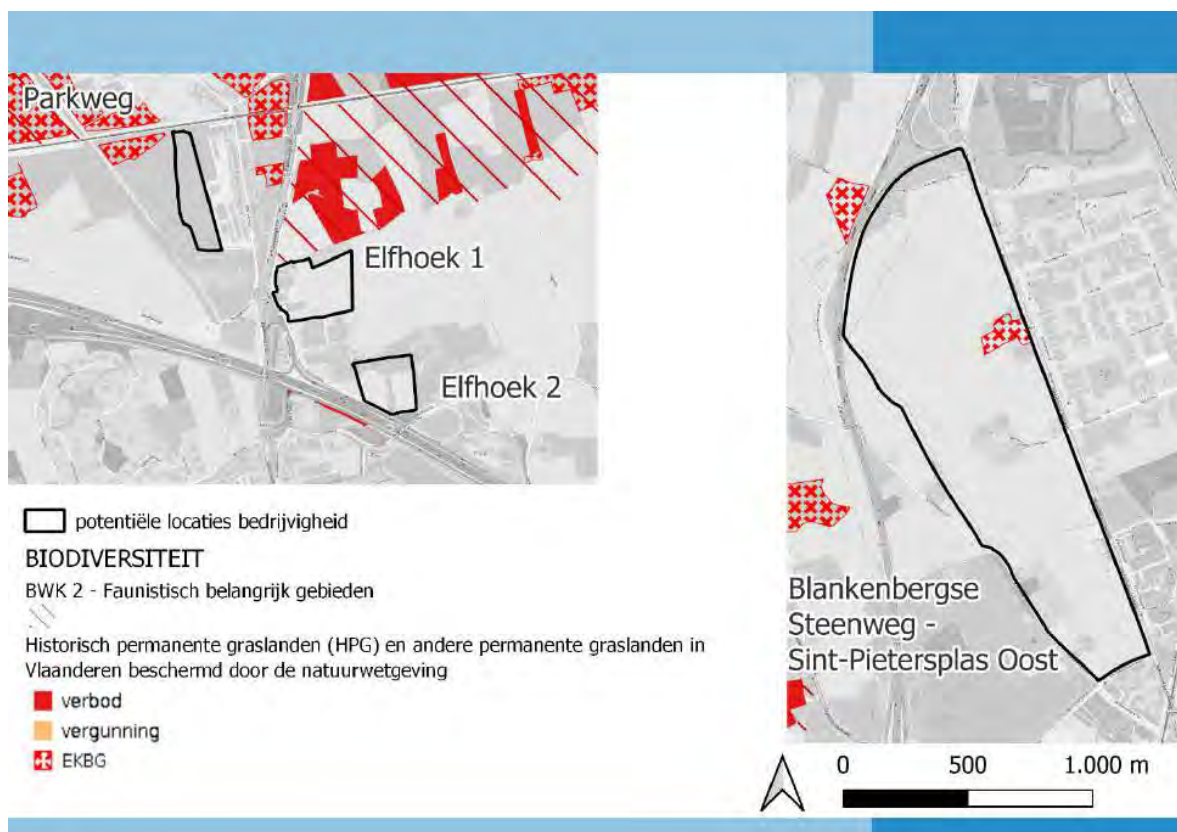 Parkweg
Elfhoek 1
Elfhoek 2
potentiële locaties bedrijvigheid
BIODIVERSITEIT
BWK 2 - Faunistisch belangrijk gebieden
Historisch permanente graslanden (HPG) en andere permanente graslanden in
Vlaanderen beschermd door de natuurwetgeving
verbod
vergunning
EKBG
Blankenbergse
Steenweg -
Sint-Pietersplas Oost
0 500 1.000 m